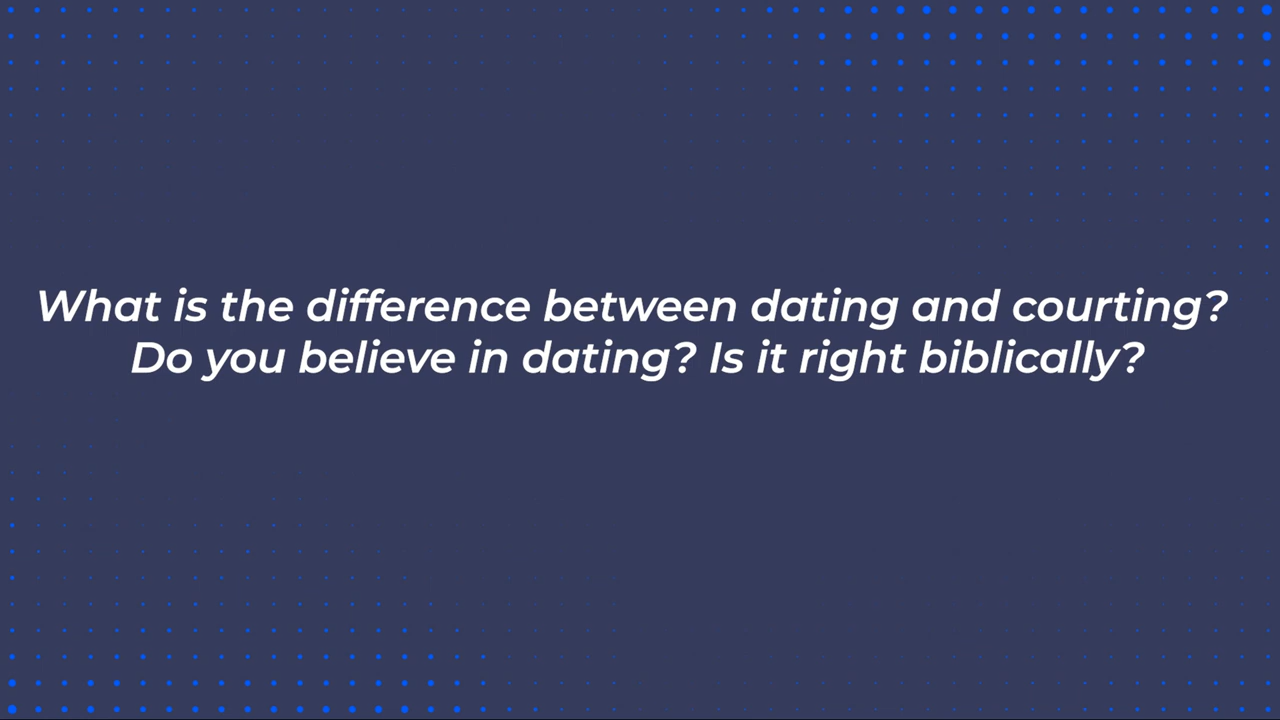 What is the difference between dating and courting?
Do you believe in dating? Is it right biblically?